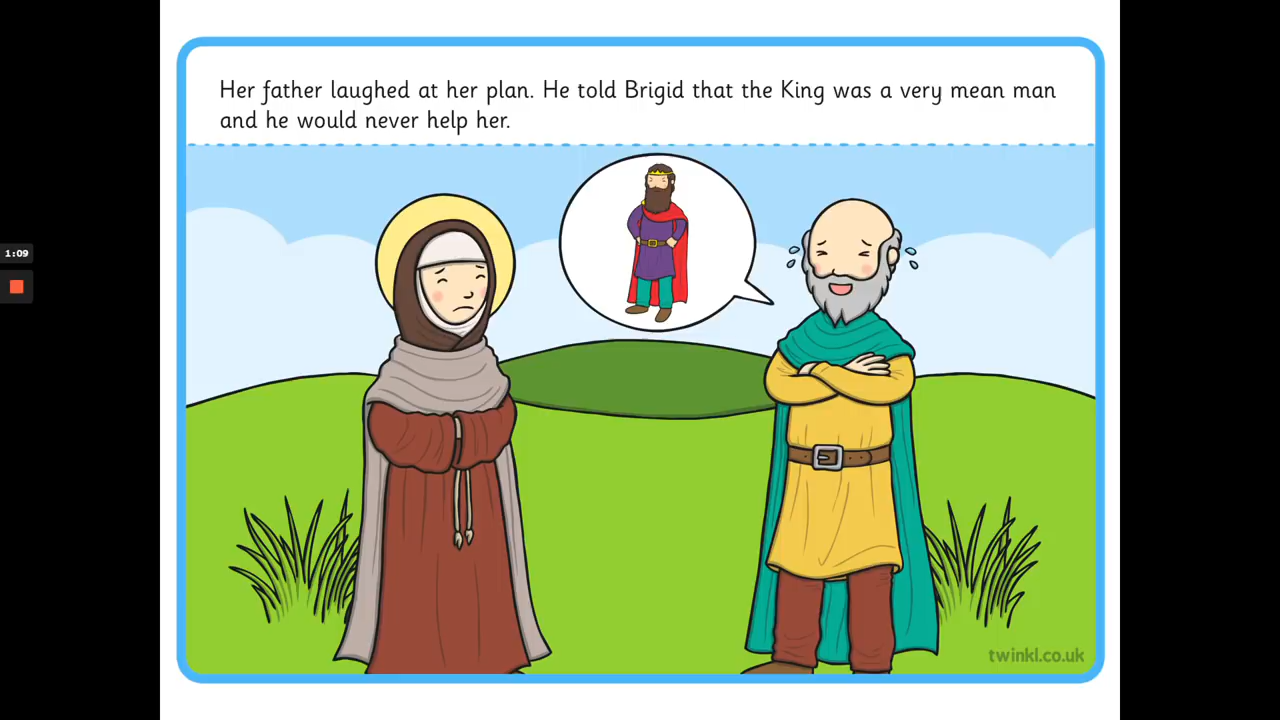 Her father laughed at her plan. He told Brigid that the King was a very mean man
and he would never help her.
1:09
twinkl.co.uk